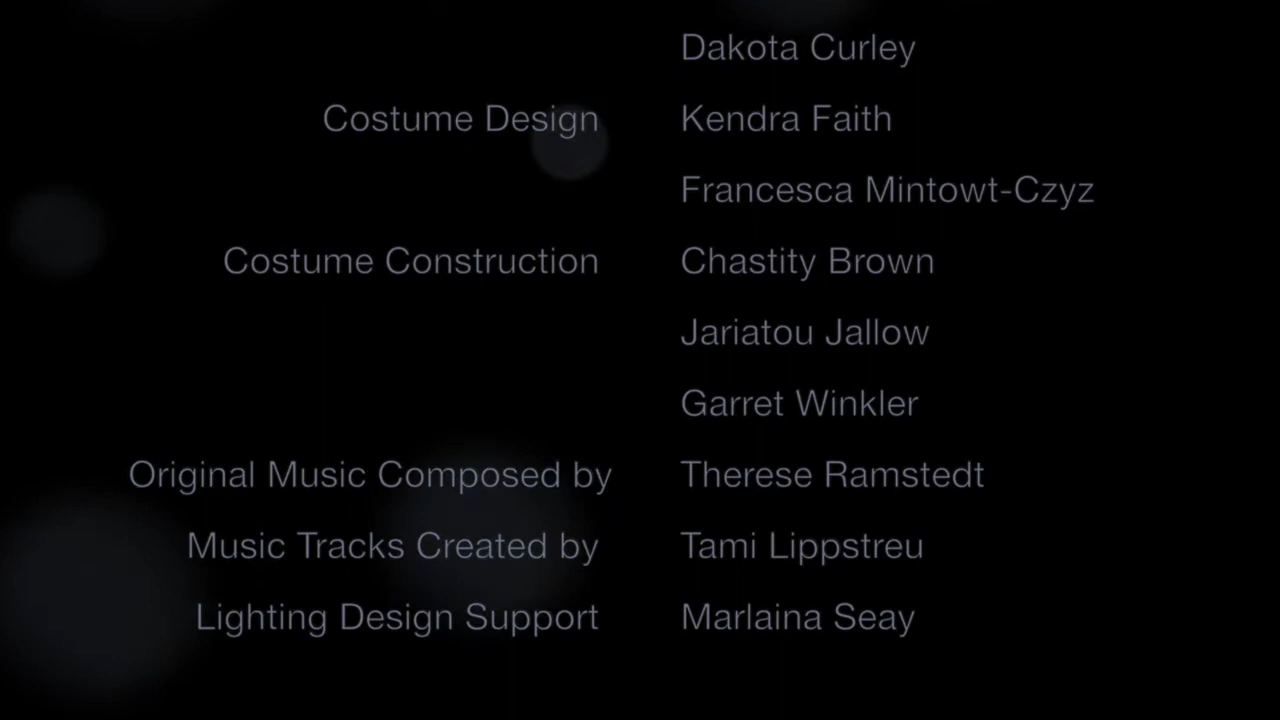 Dakota Curley
Costume Design Kendra Faith
Francesca Mintowt-Czyz
Costume Construction Chastity Brown
Jariatou Jallow
Garret Winkler
Original Music Composed by Therese Ramstedt
Music Tracks Created by Tami Lippstreu
Lighting Design Support Marlaina Seay